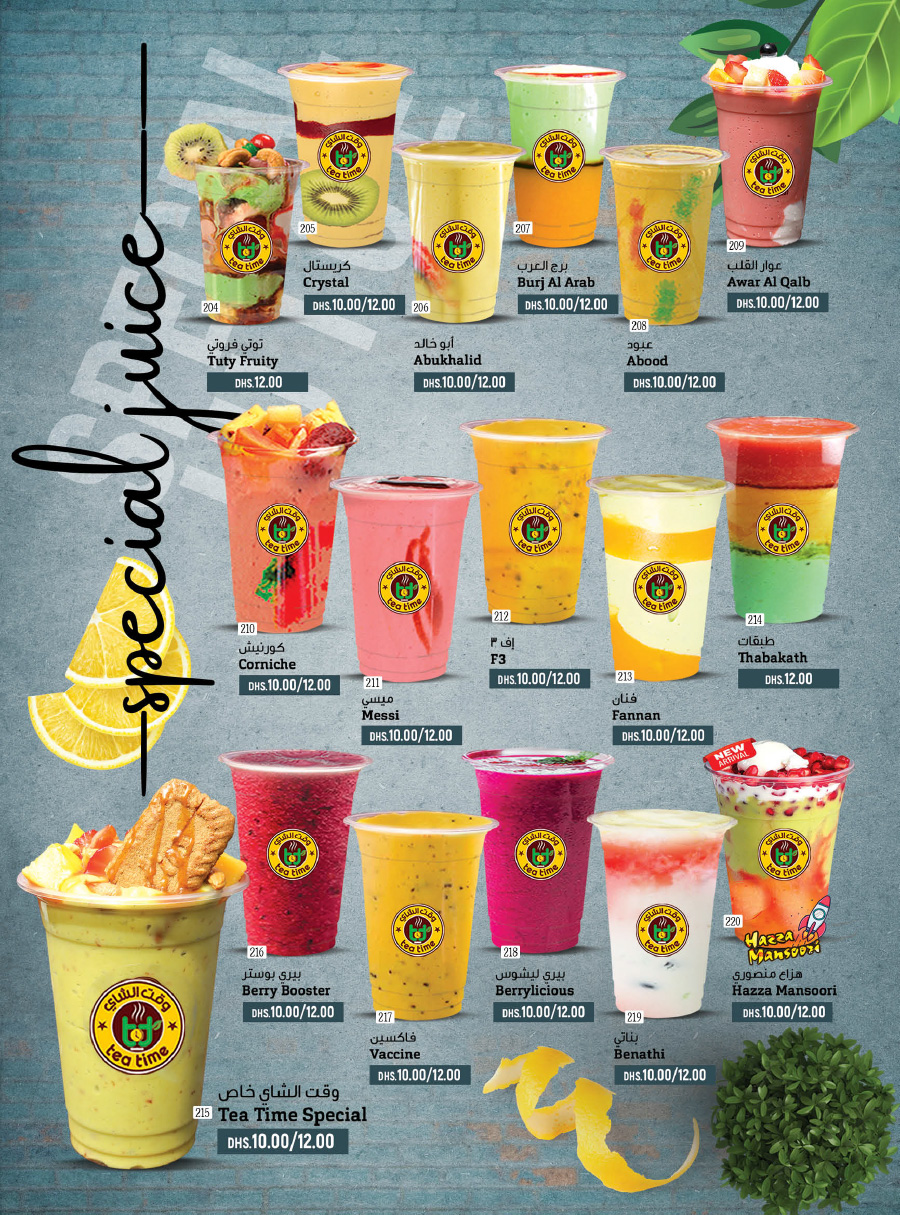 special juice
SPECIAL
وقت الشاي
tea time
204
توتي فروتي
Tuty Fruity
DHS.12.00
205
كريستال
Crystal
DHS.10.00/12.00
206
أبو خالد
Abukhalid
DHS.10.00/12.00
207
برج العرب
Burj Al Arab
DHS.10.00/12.00
208
عبود
Abood
DHS.10.00/12.00
209
عوار القلب
Awar Al Qalb
DHS.10.00/12.00
210
كورنيش
Corniche
DHS.10.00/12.00
211
ميسي
Messi
DHS.10.00/12.00
212
إف ٣
F3
DHS.10.00/12.00
213
فنان
Fannan
DHS.10.00/12.00
214
طبقات
Thabakath
DHS.12.00
215
وقت الشاي خاص
Tea Time Special
DHS.10.00/12.00
216
بيري بوستر
Berry Booster
DHS.10.00/12.00
217
فاكسين
Vaccine
DHS.10.00/12.00
218
بيري ليشوس
Berrylicious
DHS.10.00/12.00
219
بناتي
Benathi
DHS.10.00/12.00
NEW
ARRIVAL
220
Hazza
Mansoori
هزاع منصوري
Hazza Mansoori
DHS.10.00/12.00